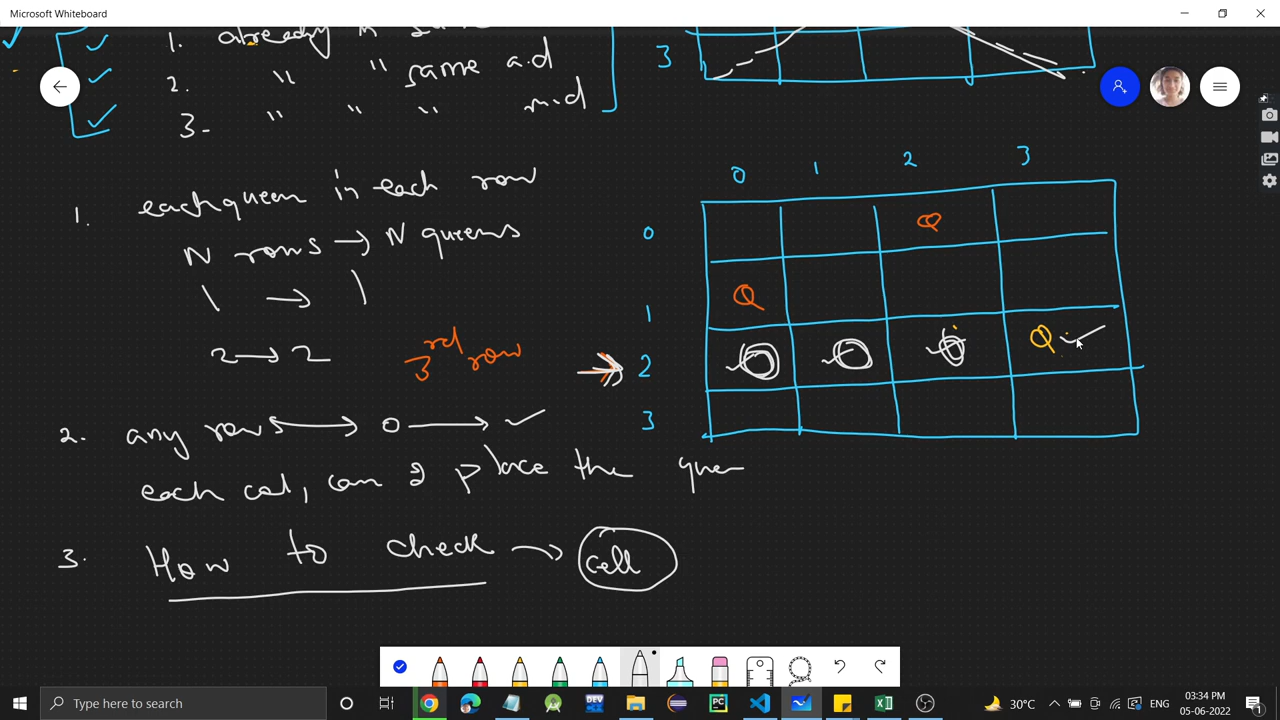 Microsoft Whiteboard
1. already in same
2. " " same a.d
3. " " " m.d
3
1. each queen in each row
N rows → N queens
1 → 1
2 → 2
3rd row
2. any rows ↔ 0 → ✓
each col, can I place the quee
3. How to check → cell
0 1 2 3
0 Q
1 Q
2 Q
3
Type here to search
30°C
ENG
03:34 PM
05-06-2022